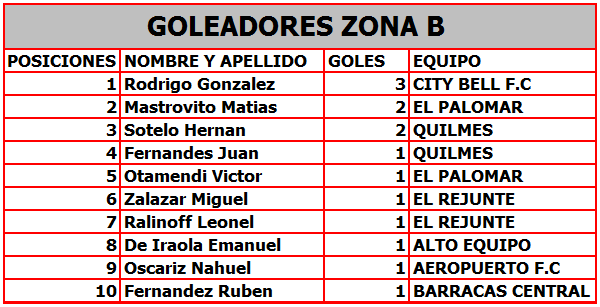 GOLEADORES ZONA B
POSICIONES NOMBRE Y APELLIDO GOLES EQUIPO
1 Rodrigo Gonzalez 3 CITY BELL F.C
2 Mastrovito Matias 2 EL PALOMAR
3 Sotelo Hernan 2 QUILMES
4 Fernandes Juan 1 QUILMES
5 Otamendi Victor 1 EL PALOMAR
6 Zalazar Miguel 1 EL REJUNTE
7 Ralinoff Leonel 1 EL REJUNTE
8 De Iraola Emanuel 1 ALTO EQUIPO
9 Oscariz Nahuel 1 AEROPUERTO F.C
10 Fernandez Ruben 1 BARRACAS CENTRAL